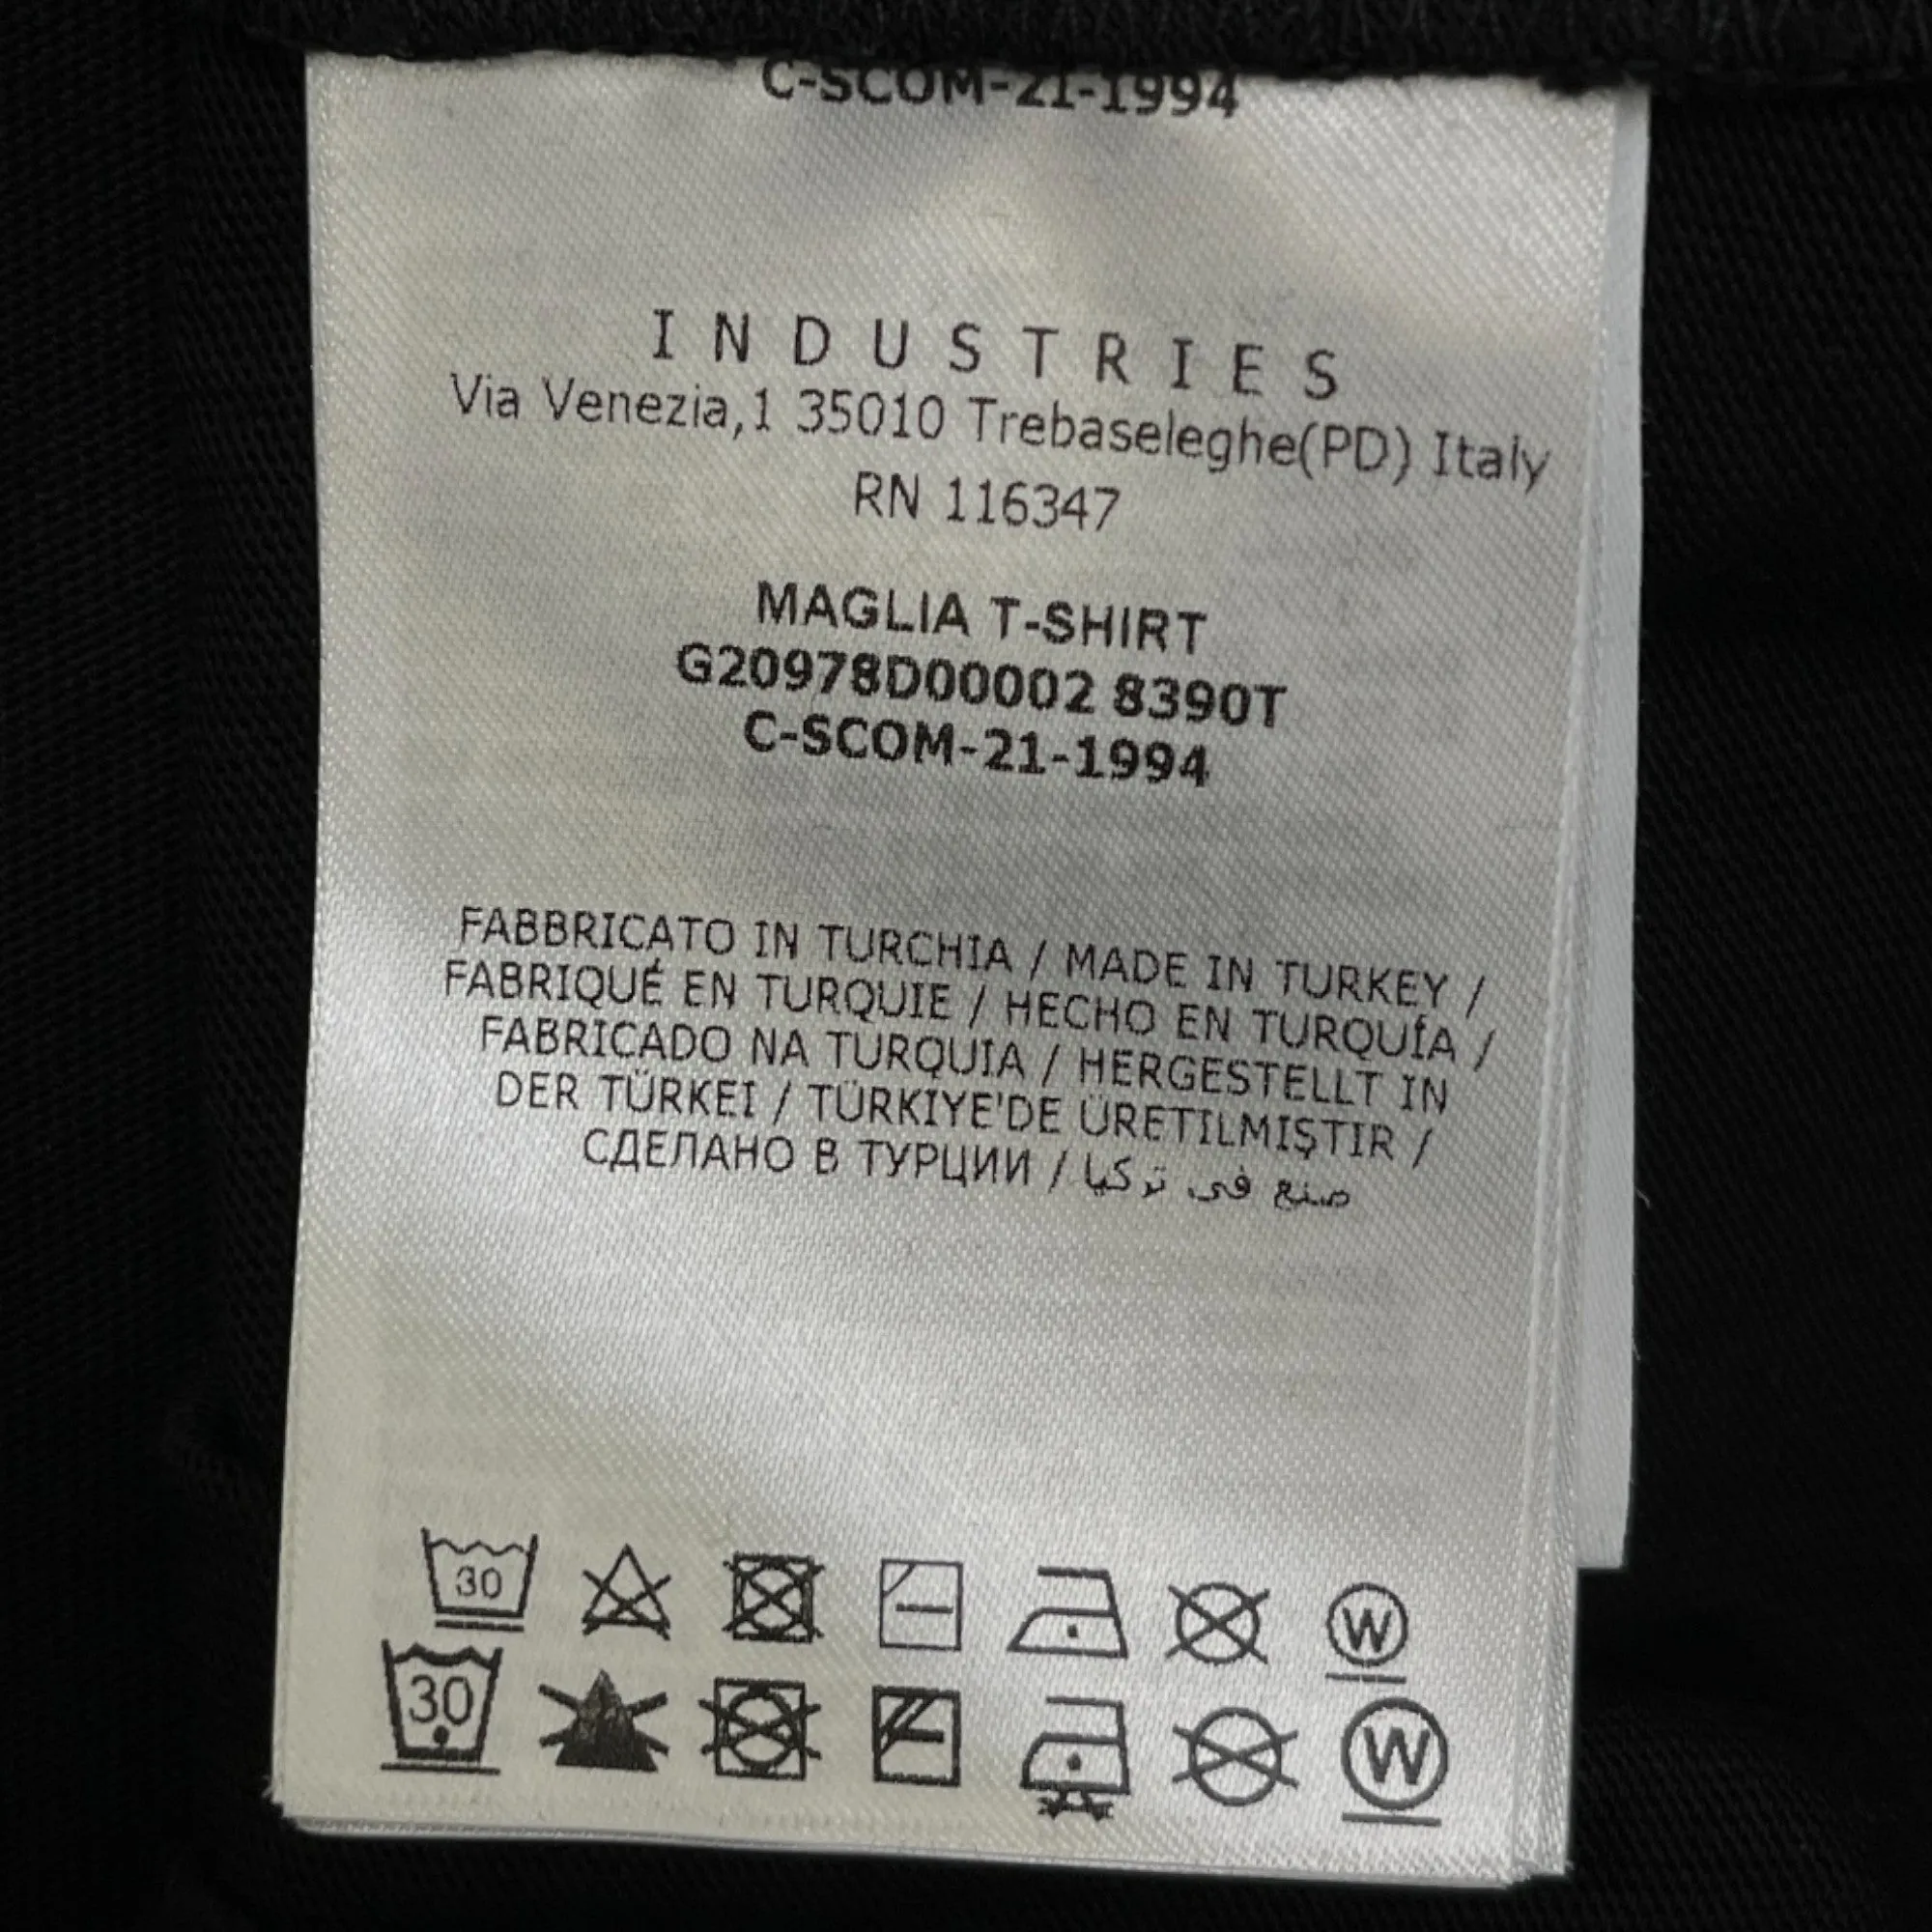 C-SCOM-21-1994
INDUSTRIES
Via Venezia,1 35010 Trebaseleghe(PD) Italy
RN 116347
MAGLIA T-SHIRT
G20978D00002 8390T
C-SCOM-21-1994
FABBRICATO IN TURCHIA / MADE IN TURKEY /
FABRIQUÉ EN TURQUIE / HECHO EN TURQUÍA /
FABRICADO NA TURQUIA / HERGESTELLT IN
DER TÜRKEI / TÜRKIYE'DE ÜRETILMIŞTIR /
СДЕЛАНО В ТУРЦИИ / صنع في تركيا
30 W
30 W